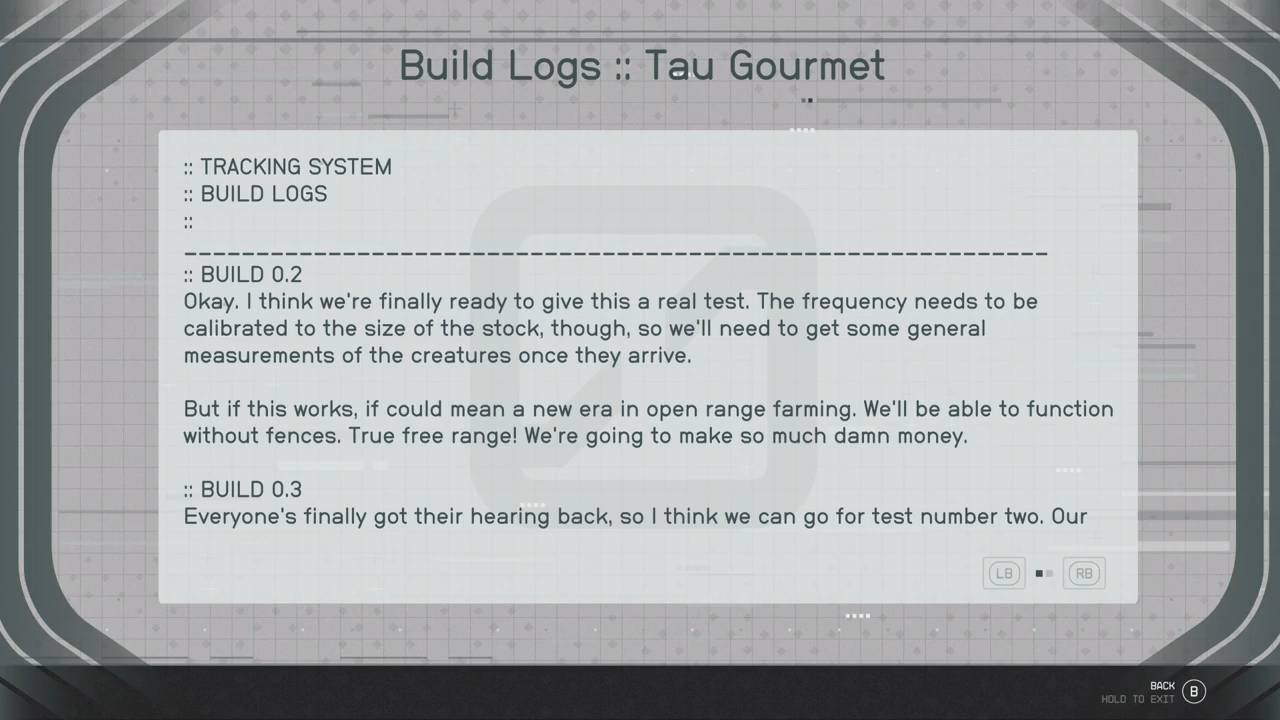 Build Logs :: Tau Gourmet
:: TRACKING SYSTEM
:: BUILD LOGS
::
------------------------------------------------------------
:: BUILD 0.2
Okay. I think we're finally ready to give this a real test. The frequency needs to be
calibrated to the size of the stock, though, so we'll need to get some general
measurements of the creatures once they arrive.
But if this works, if could mean a new era in open range farming. We'll be able to function
without fences. True free range! We're going to make so much damn money.
:: BUILD 0.3
Everyone's finally got their hearing back, so I think we can go for test number two. Our
LB RB
BACK
HOLD TO EXIT B